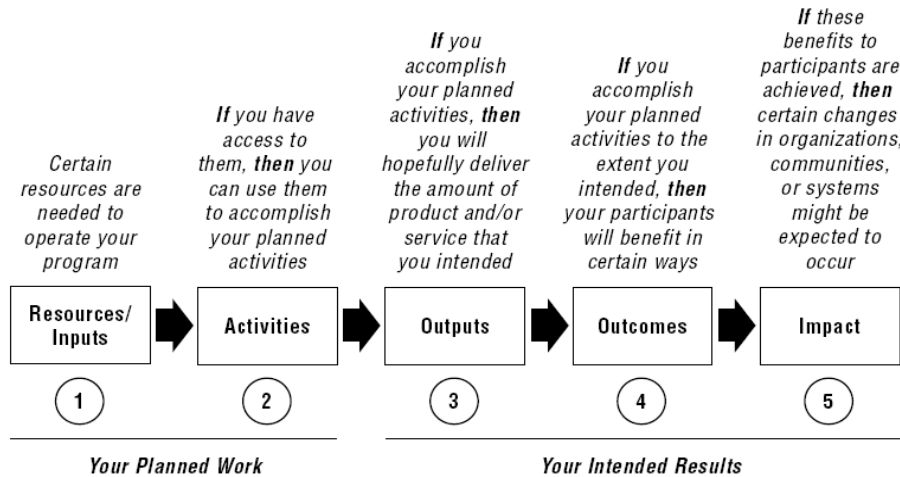 Certain
resources are
needed to
operate your
program
If you have
access to
them, then you
can use them
to accomplish
your planned
activities
If you
accomplish
your planned
activities, then
you will
hopefully deliver
the amount of
product and/or
service that
you intended
If you
accomplish
your planned
activities to the
extent you
intended, then
your participants
will benefit in
certain ways
If these
benefits to
participants are
achieved, then
certain changes
in organizations,
communities,
or systems
might be
expected to
occur
Resources/
Inputs
Activities
Outputs
Outcomes
Impact
1
2
3
4
5
Your Planned Work
Your Intended Results